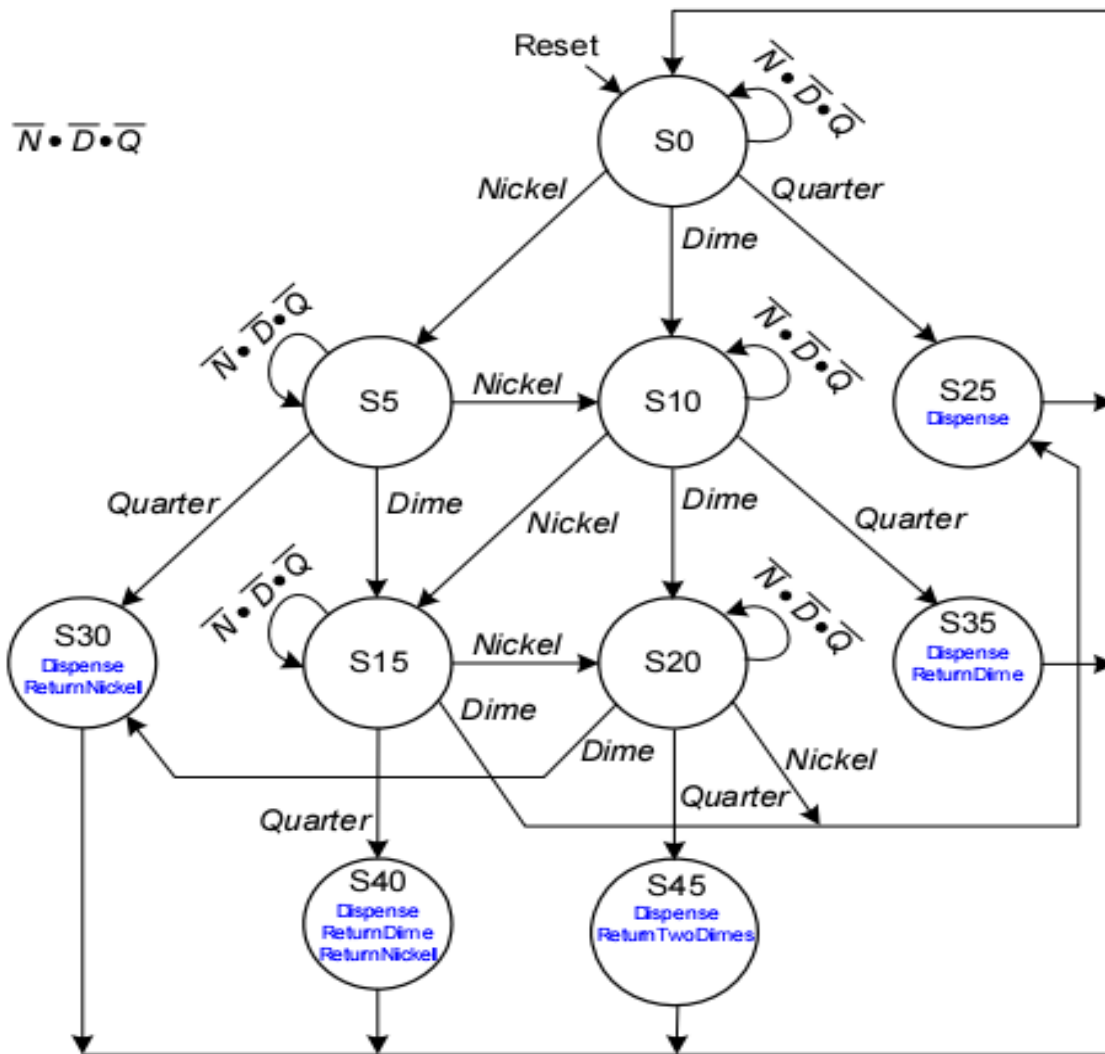 Reset
N̅ • D̅ • Q̅
N̅ • D̅ • Q̅
S0
Nickel
Quarter
Dime
N̅ • D̅ • Q̅
N̅ • D̅ • Q̅
S5
Nickel
S10
S25
Dispense
Quarter
Dime
Nickel
Dime
Quarter
N̅ • D̅ • Q̅
N̅ • D̅ • Q̅
S30
Dispense
ReturnNickel
S15
Nickel
S20
S35
Dispense
ReturnDime
Dime
Dime
Nickel
Quarter
Quarter
S40
Dispense
ReturnDime
ReturnNickel
S45
Dispense
ReturnTwoDimes